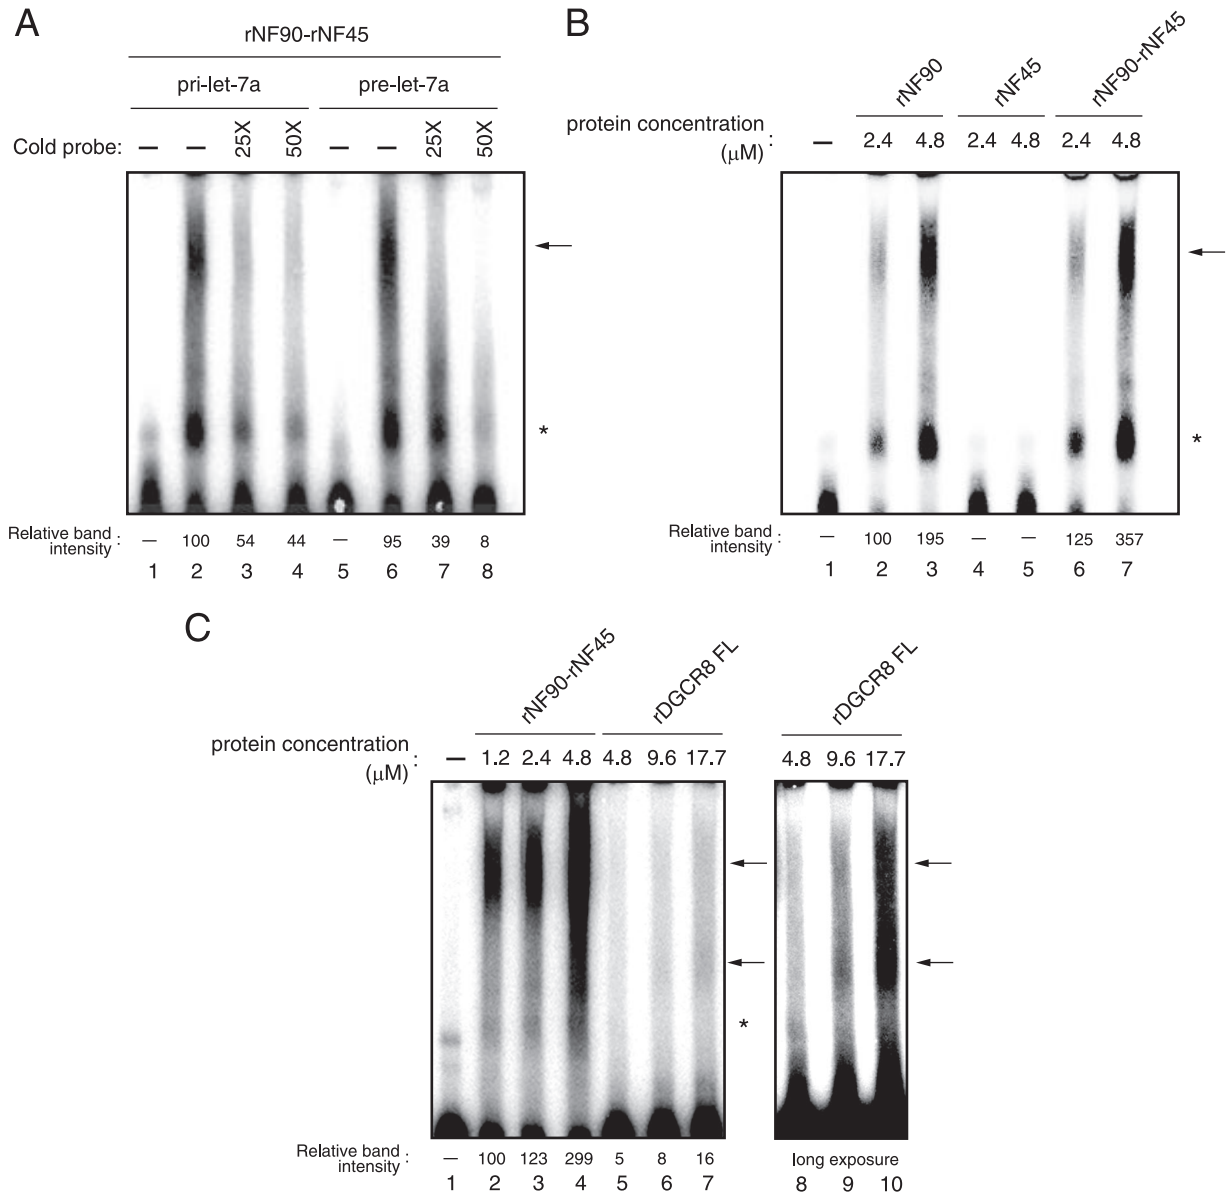 A
rNF90-rNF45
pri-let-7a pre-let-7a
Cold probe: – – 25X 50X – – 25X 50X
*
Relative band intensity : – 100 54 44 – 95 39 8
1 2 3 4 5 6 7 8
B
rNF90 rNF45 rNF90-rNF45
protein concentration (μM) : – 2.4 4.8 2.4 4.8 2.4 4.8
*
Relative band intensity : – 100 195 – – 125 357
1 2 3 4 5 6 7
C
rNF90-rNF45 rDGCR8 FL rDGCR8 FL
protein concentration (μM) : – 1.2 2.4 4.8 4.8 9.6 17.7 4.8 9.6 17.7
*
Relative band intensity : – 100 123 299 5 8 16 long exposure
1 2 3 4 5 6 7 8 9 10